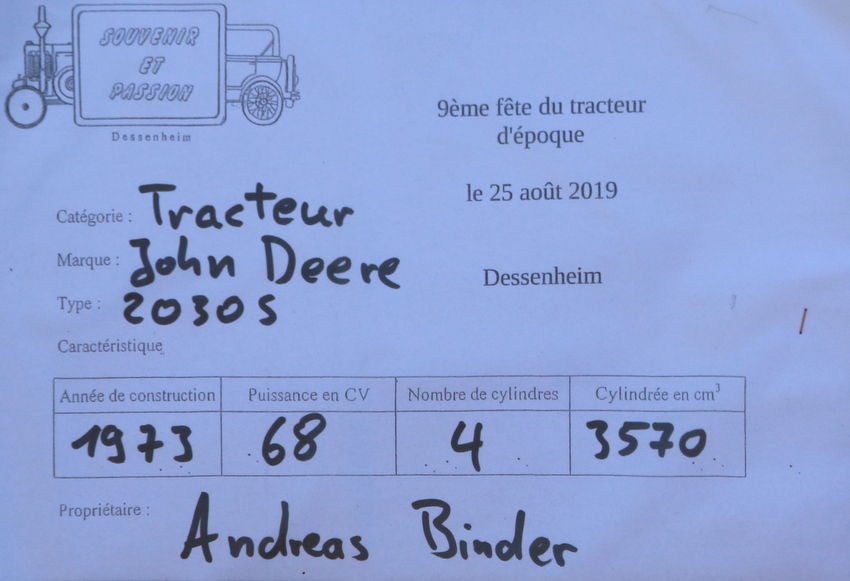 SOUVENIR
ET
PASSION
Dessenheim
9ème fête du tracteur
d'époque
le 25 août 2019
Dessenheim
Catégorie : Tracteur
Marque : John Deere
Type : 2030 S
Caractéristique
Année de construction Puissance en CV Nombre de cylindres Cylindrée en cm³
1973 68 4 3570
Propriétaire : Andreas Binder